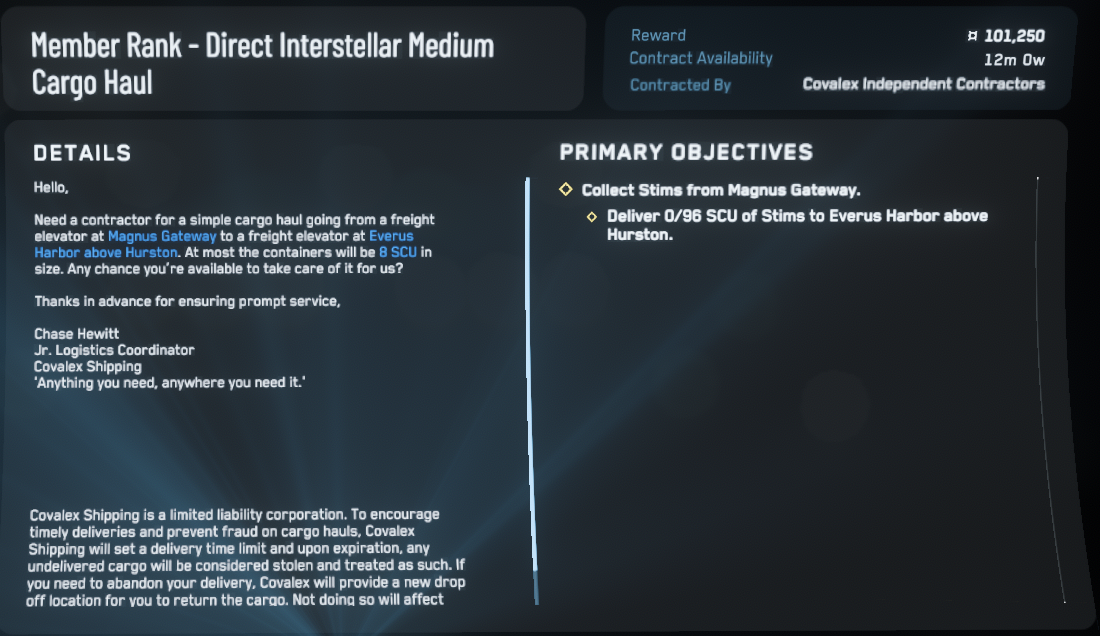 Member Rank - Direct Interstellar Medium
Cargo Haul
Reward
¤ 101,250
Contract Availability
12m 0w
Contracted By
Covalex Independent Contractors
DETAILS
Hello,
Need a contractor for a simple cargo haul going from a freight
elevator at Magnus Gateway to a freight elevator at Everus
Harbor above Hurston. At most the containers will be 8 SCU in
size. Any chance you're available to take care of it for us?
Thanks in advance for ensuring prompt service,
Chase Hewitt
Jr. Logistics Coordinator
Covalex Shipping
'Anything you need, anywhere you need it.'
Covalex Shipping is a limited liability corporation. To encourage
timely deliveries and prevent fraud on cargo hauls, Covalex
Shipping will set a delivery time limit and upon expiration, any
undelivered cargo will be considered stolen and treated as such. If
you need to abandon your delivery, Covalex will provide a new drop
off location for you to return the cargo. Not doing so will affect
PRIMARY OBJECTIVES
Collect Stims from Magnus Gateway.
Deliver 0/96 SCU of Stims to Everus Harbor above
Hurston.